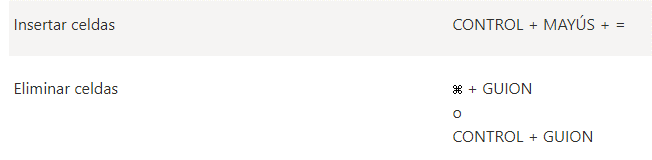 Insertar celdas CONTROL + MAYÚS + =
Eliminar celdas ⌘ + GUION
o
CONTROL + GUION